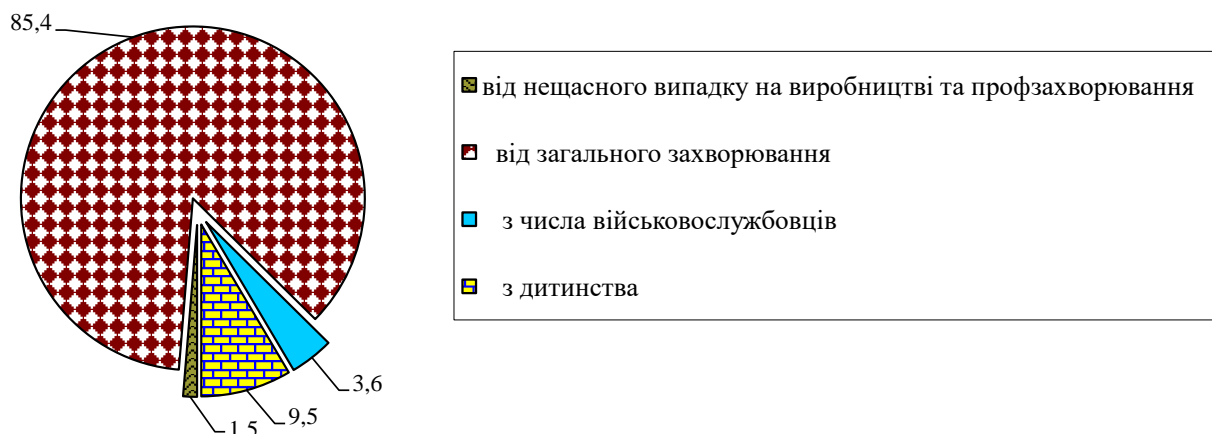 85,4
від нещасного випадку на виробництві та профзахворювання
від загального захворювання
з числа військовослужбовців
з дитинства
3,6
9,5
1,5